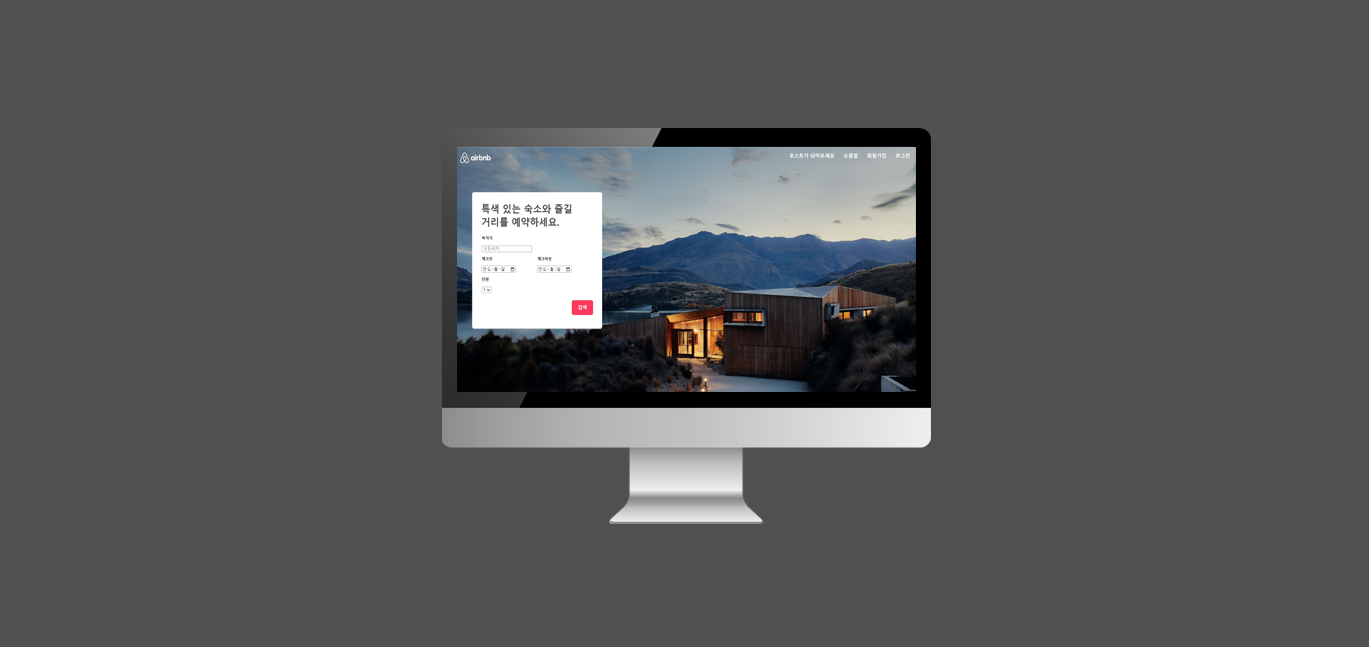 airbnb
호스트가 되어보세요 도움말 회원가입 로그인
특색 있는 숙소와 즐길
거리를 예약하세요.
목적지
모든위치
체크인 체크아웃
연도-월-일 연도-월-일
인원
1
검색